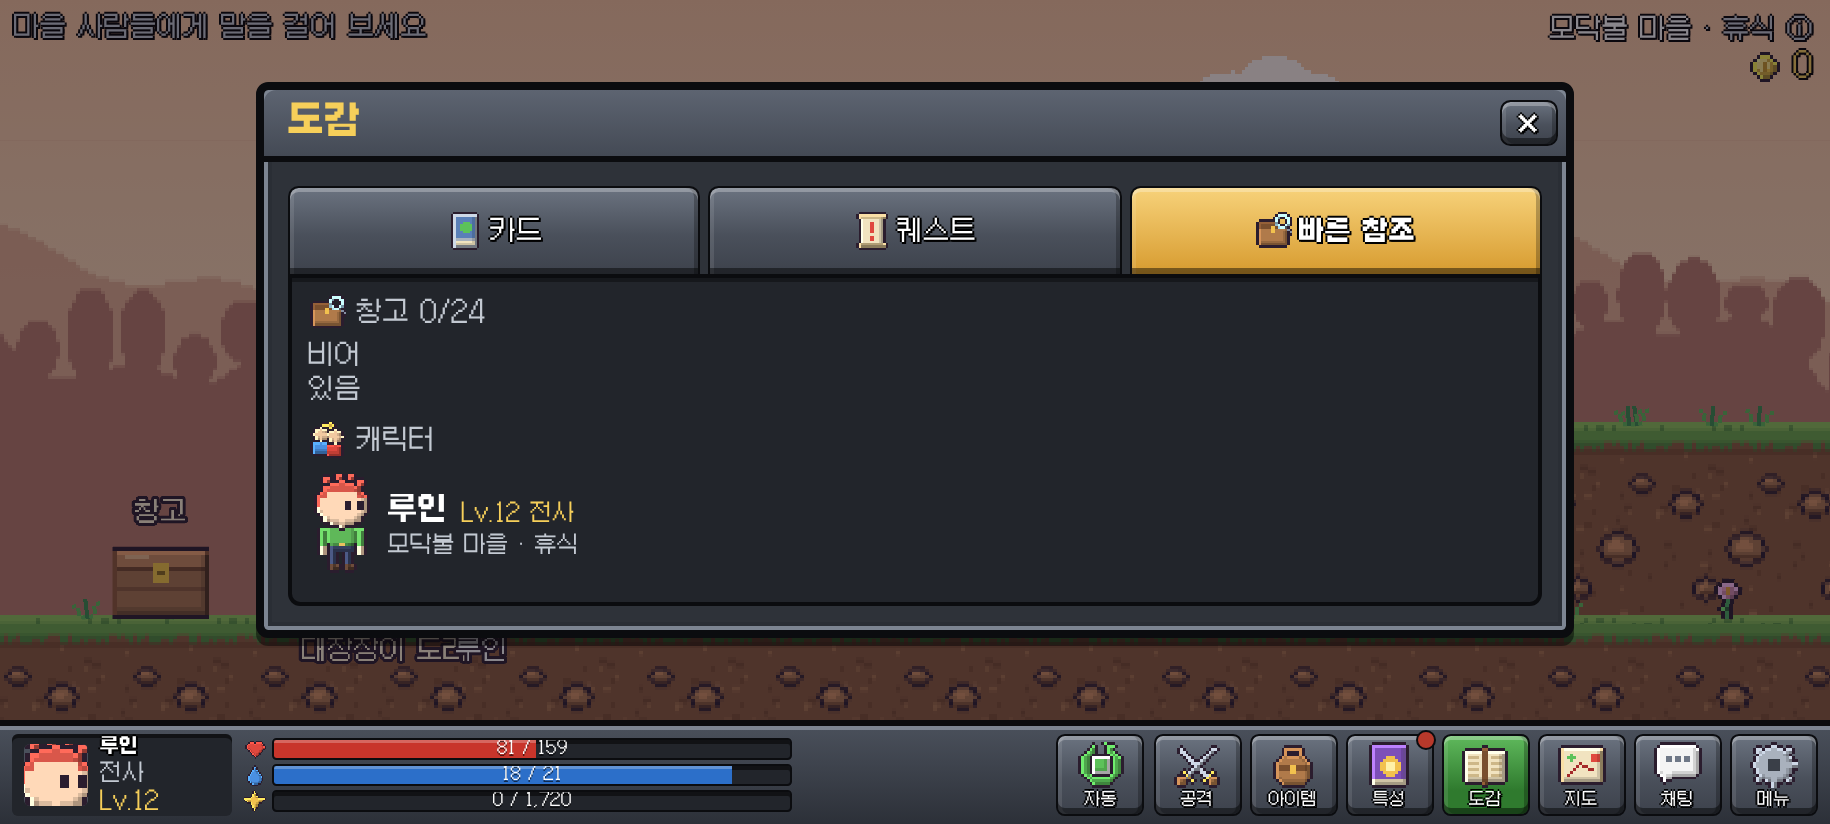 마을 사람들에게 말을 걸어 보세요
모닥불 마을 · 휴식 ①
0
도감
카드
퀘스트
빠른 참조
창고 0/24
비어
있음
캐릭터
루인 Lv.12 전사
모닥불 마을 · 휴식
창고
대장장이 루인
루인
전사
Lv.12
81 / 159
18 / 21
0 / 1,720
자동
공격
아이템
특성
도감
지도
채팅
메뉴